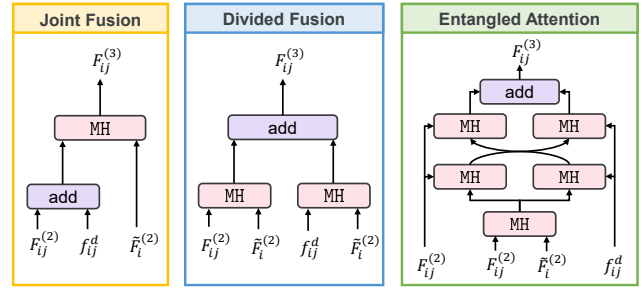 Joint Fusion
$F_{ij}^{(3)}$
MH
add
$F_{ij}^{(2)}$ $f_{ij}^{d}$ $\tilde{F}_{i}^{(2)}$
Divided Fusion
$F_{ij}^{(3)}$
add
MH MH
$F_{ij}^{(2)}$ $\tilde{F}_{i}^{(2)}$ $f_{ij}^{d}$ $\tilde{F}_{i}^{(2)}$
Entangled Attention
$F_{ij}^{(3)}$
add
MH MH
MH MH
MH
$F_{ij}^{(2)}$ $F_{ij}^{(2)}$ $\tilde{F}_{i}^{(2)}$ $f_{ij}^{d}$